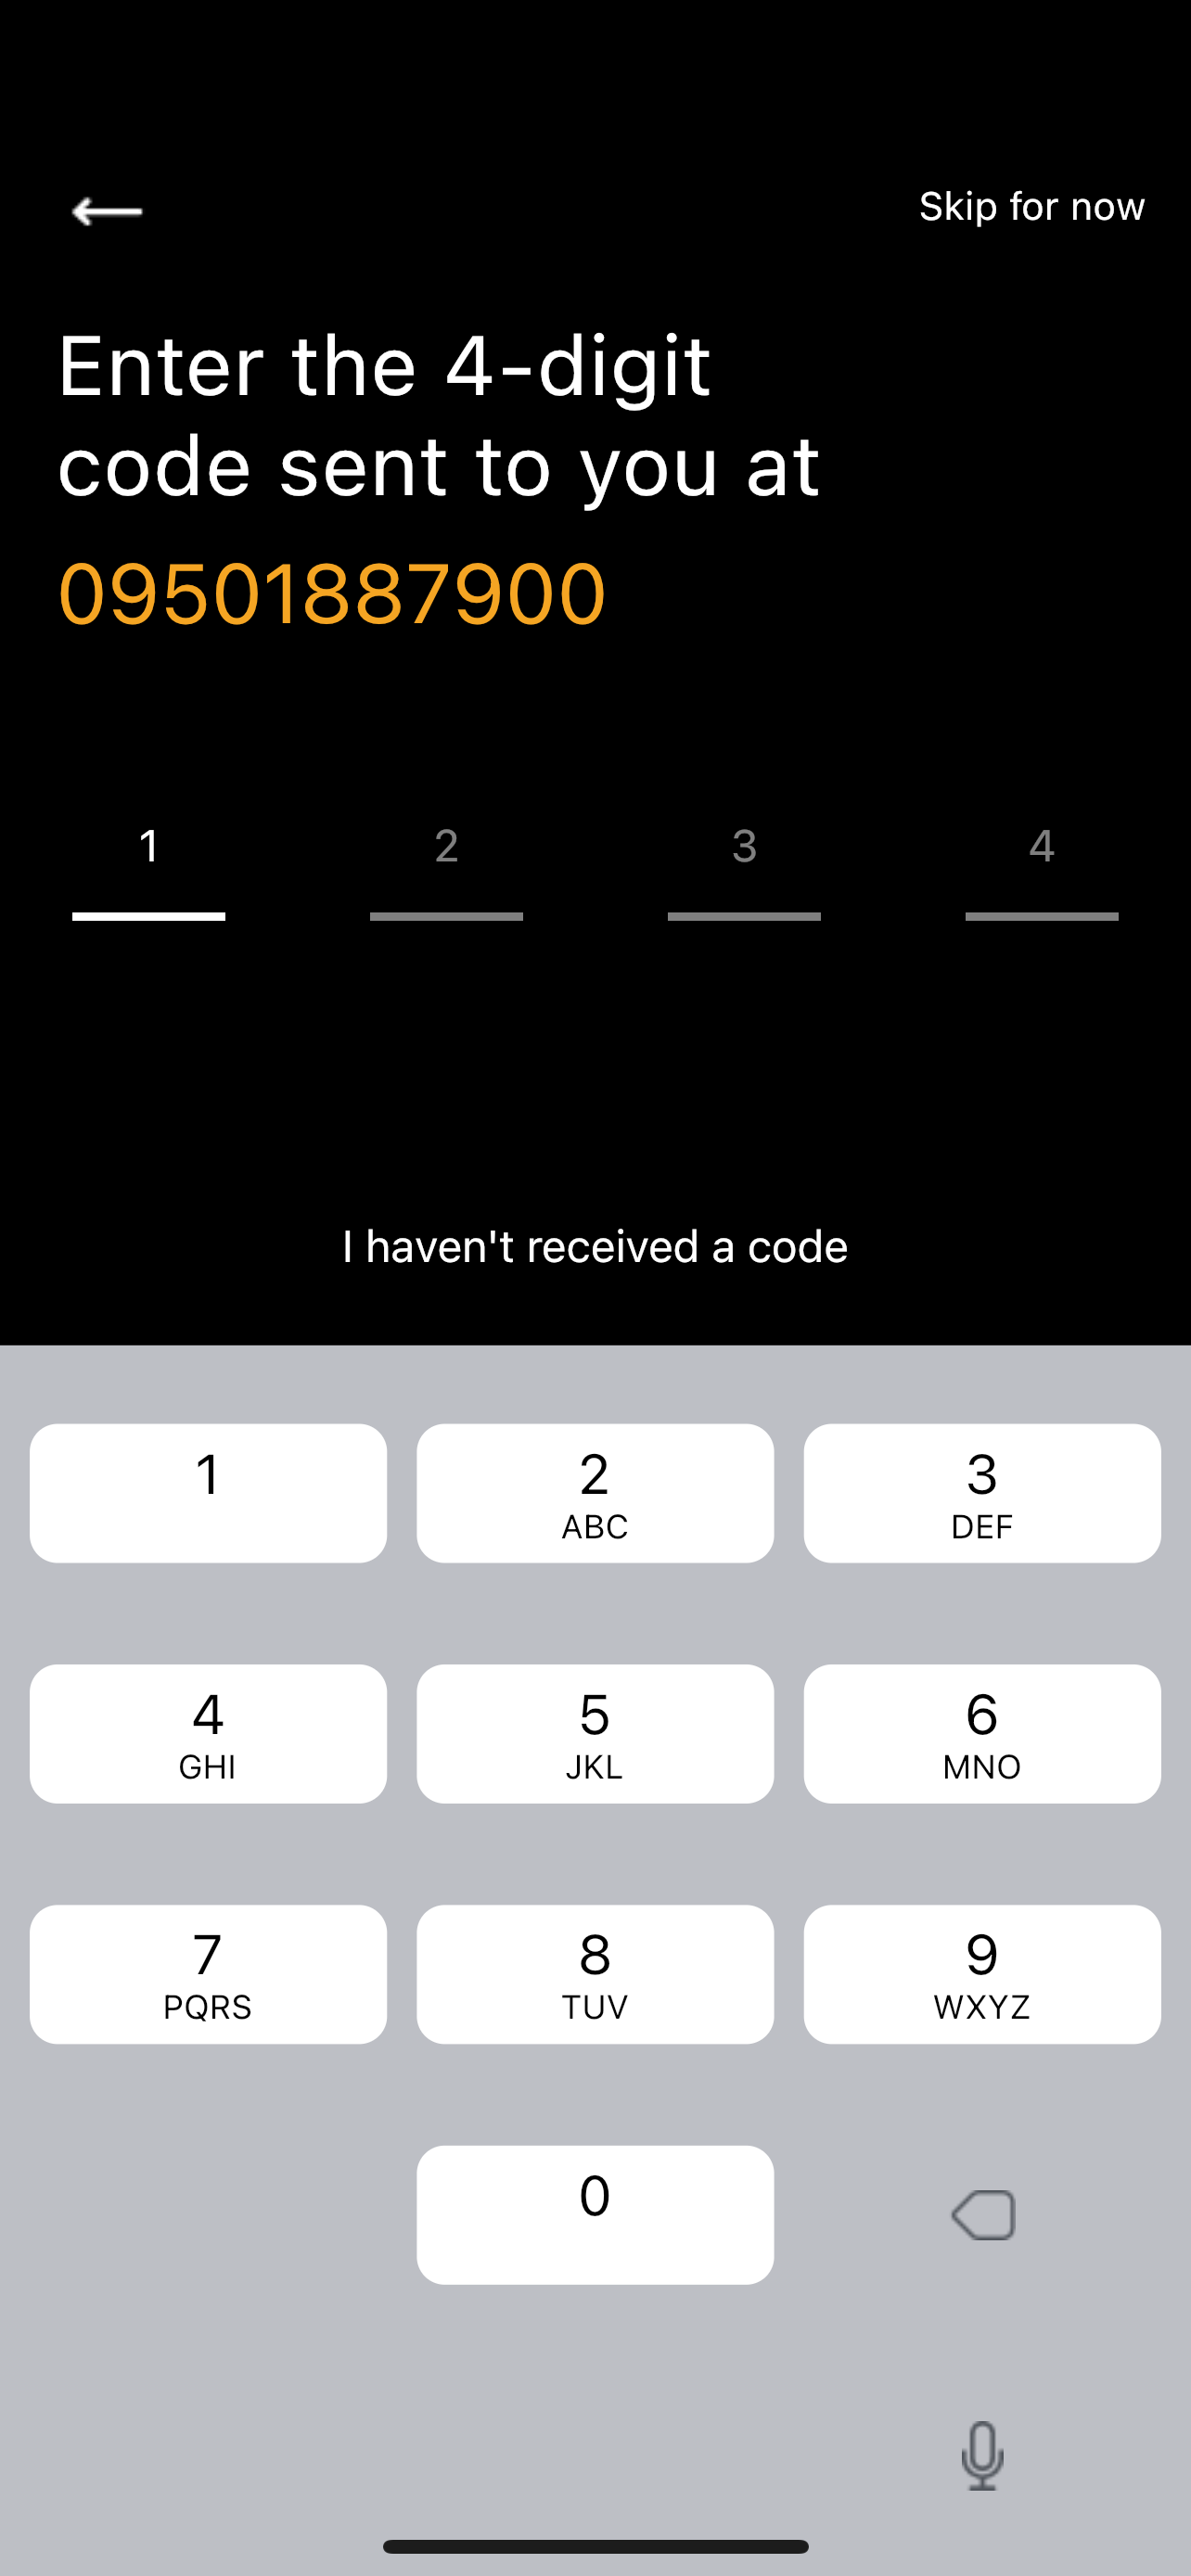 Skip for now
Enter the 4-digit
code sent to you at
09501887900
1 2 3 4
I haven't received a code
1 2 3
ABC DEF
4 5 6
GHI JKL MNO
7 8 9
PQRS TUV WXYZ
0